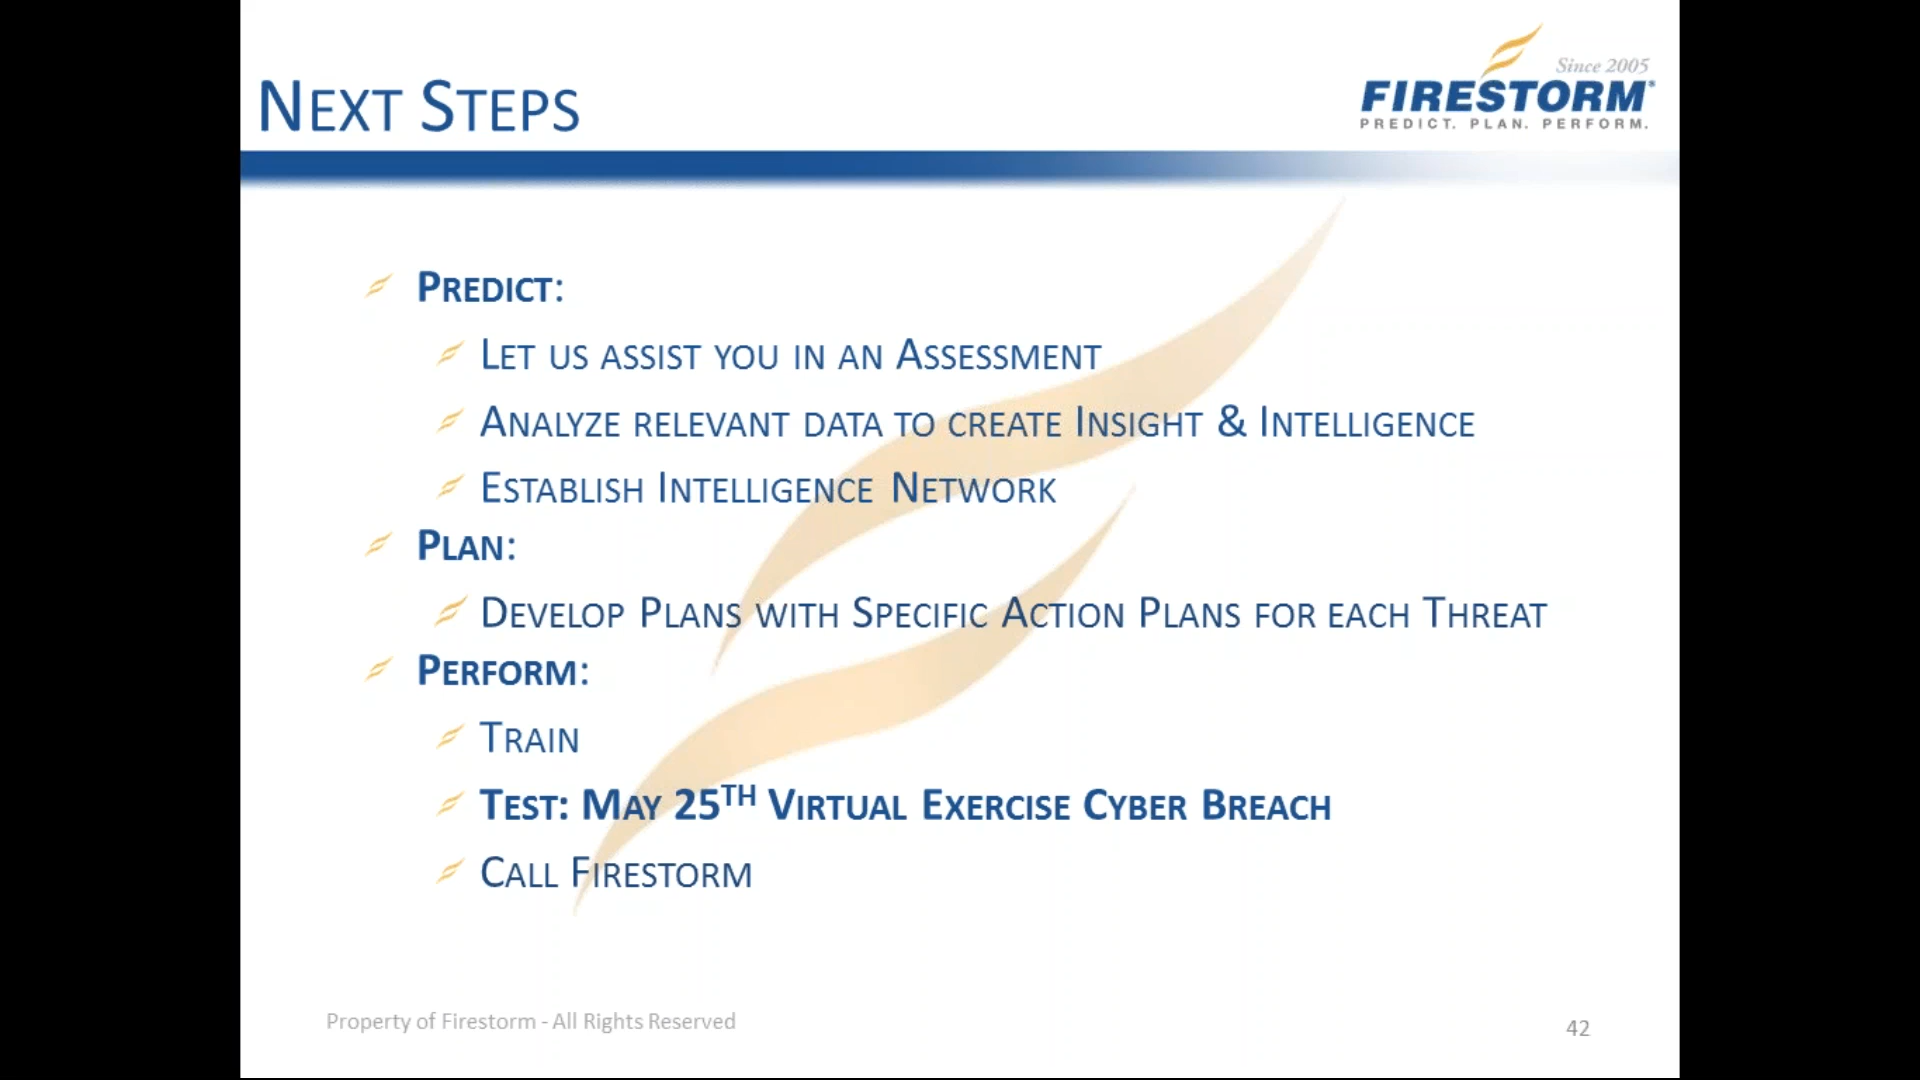 Next Steps
Since 2005
FIRESTORM®
PREDICT. PLAN. PERFORM.
Predict:
Let us assist you in an Assessment
Analyze relevant data to create Insight & Intelligence
Establish Intelligence Network
Plan:
Develop Plans with Specific Action Plans for each Threat
Perform:
Train
Test: May 25th Virtual Exercise Cyber Breach
Call Firestorm
Property of Firestorm - All Rights Reserved
42